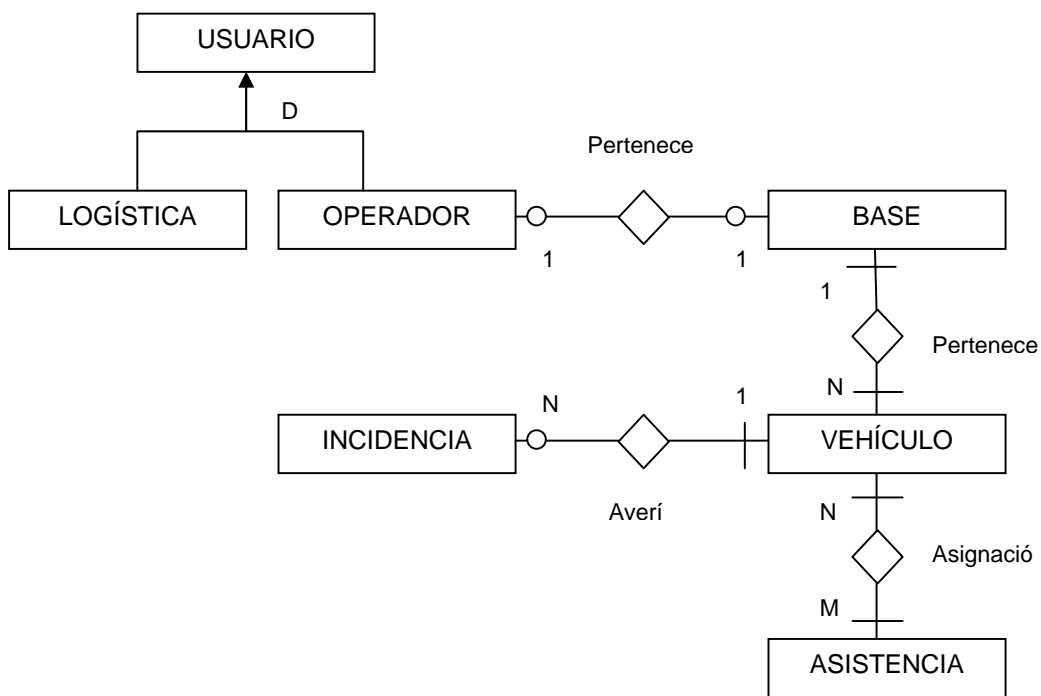 USUARIO
D
Pertenece
LOGÍSTICA
OPERADOR
BASE
1
1
1
Pertenece
N
1
N
INCIDENCIA
VEHÍCULO
Averí
N
Asignació
M
ASISTENCIA